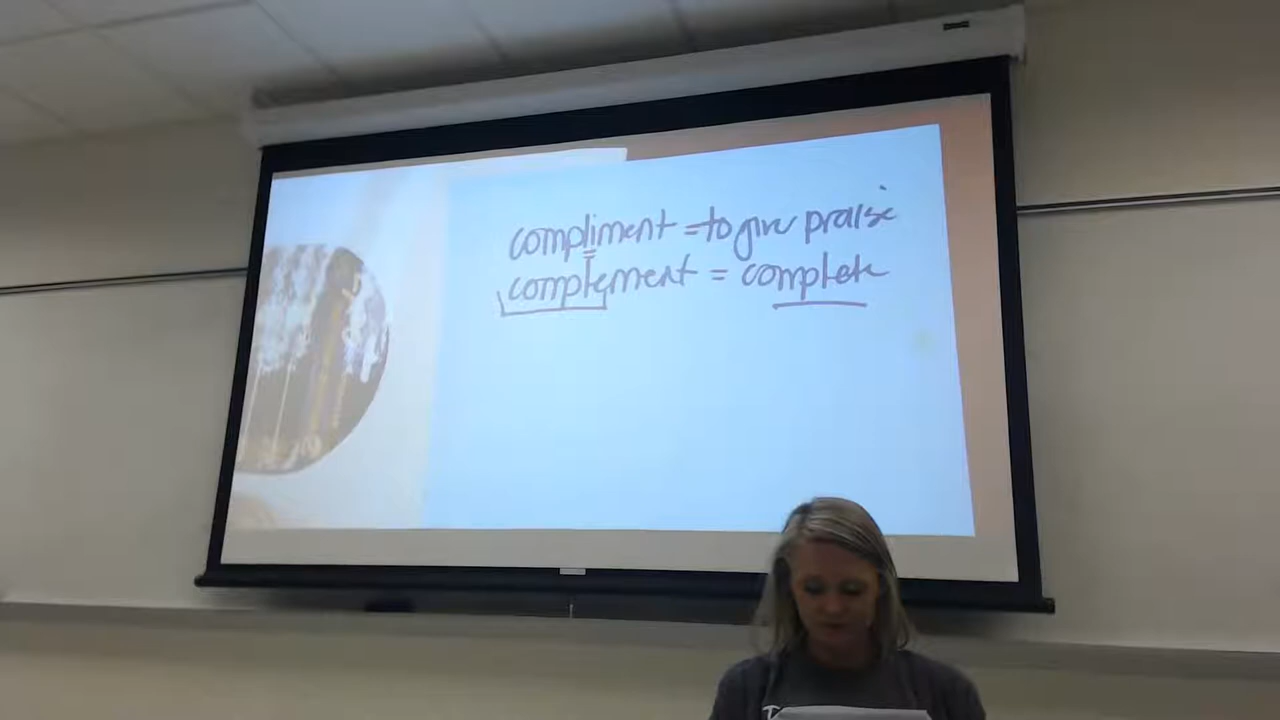 compliment = to give praise
complement = complete